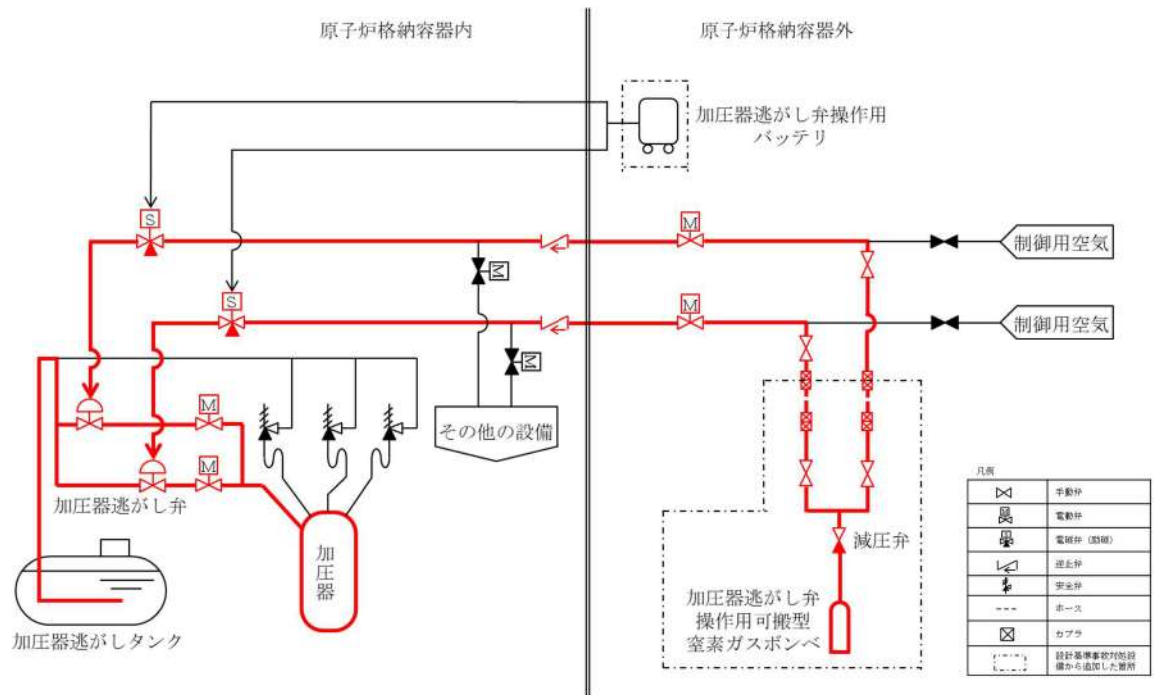 原子炉格納容器内
原子炉格納容器外
加圧器逃がし弁操作用
バッテリ
S
M
制御用空気
M
S
M
制御用空気
M
M
その他の設備
M
加圧器逃がし弁
加圧器
減圧弁
加圧器逃がし弁
操作用可搬型
窒素ガスボンベ
加圧器逃がしタンク
凡例
手動弁
電動弁
電磁弁（励磁）
逆止弁
安全弁
ホース
カプラ
設計基準事故対処設
備から追加した箇所